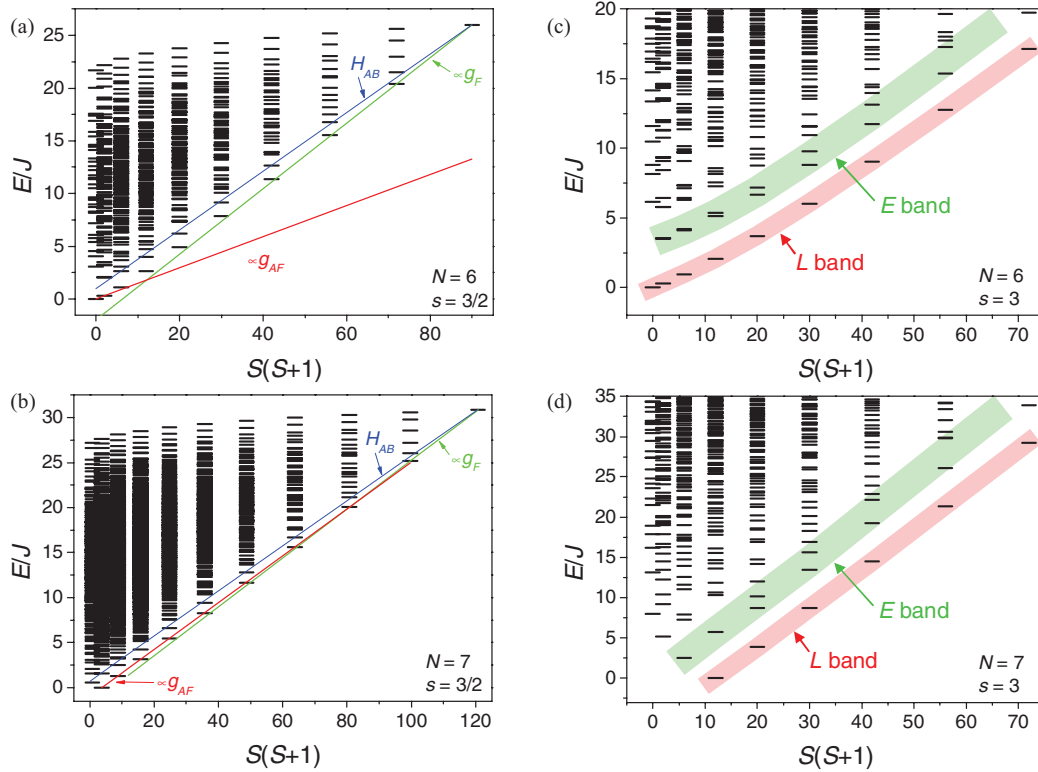 (a)
25
20
15
10
5
0
E/J
H_AB
∝g_F
∝g_AF
N = 6
s = 3/2
0 20 40 60 80
S(S+1)
(c)
20
15
10
5
0
E/J
E band
L band
N = 6
s = 3
0 10 20 30 40 50 60 70
S(S+1)
(b)
30
25
20
15
10
5
0
E/J
H_AB
∝g_F
∝g_AF
N = 7
s = 3/2
0 20 40 60 80 100 120
S(S+1)
(d)
35
30
25
20
15
10
5
0
E/J
E band
L band
N = 7
s = 3
0 10 20 30 40 50 60 70
S(S+1)